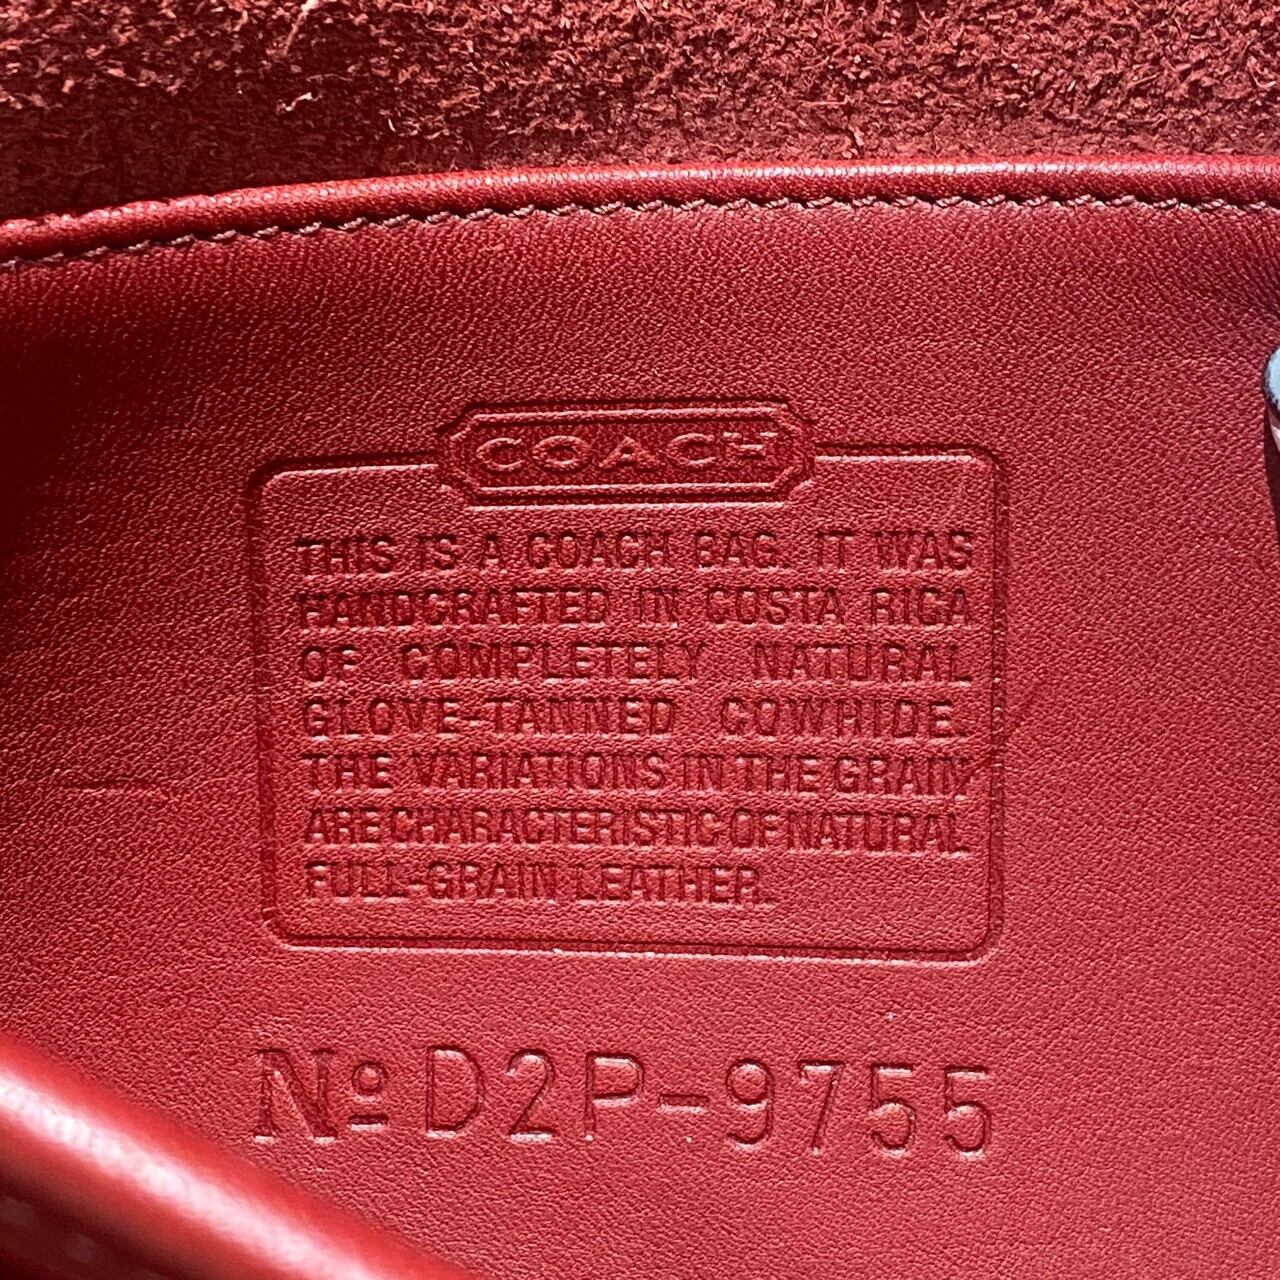 COACH
THIS IS A COACH BAG. IT WAS
HANDCRAFTED IN COSTA RICA
OF COMPLETELY NATURAL
GLOVE-TANNED COWHIDE.
THE VARIATIONS IN THE GRAIN
ARE CHARACTERISTIC OF NATURAL
FULL-GRAIN LEATHER.
Nº D2P-9755